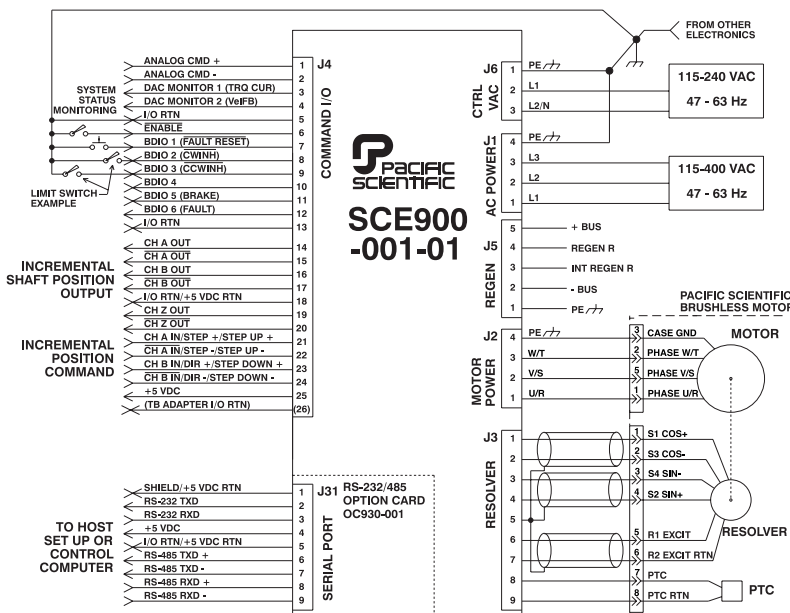 FROM OTHER
ELECTRONICS
ANALOG CMD +
ANALOG CMD -
DAC MONITOR 1 (TRQ CUR)
DAC MONITOR 2 (VelFB)
I/O RTN
ENABLE
BDIO 1 (FAULT RESET)
BDIO 2 (CWINH)
BDIO 3 (CCWINH)
BDIO 4
BDIO 5 (BRAKE)
BDIO 6 (FAULT)
I/O RTN
SYSTEM
STATUS
MONITORING
LIMIT SWITCH
EXAMPLE
1
2
3
4
5
6
7
8
9
10
11
12
13
J4
COMMAND I/O
CH A OUT
CH A OUT
CH B OUT
CH B OUT
I/O RTN/+5 VDC RTN
CH Z OUT
CH Z OUT
CH A IN/STEP +/STEP UP +
CH A IN/STEP -/STEP UP -
CH B IN/DIR +/STEP DOWN +
CH B IN/DIR -/STEP DOWN -
+5 VDC
(TB ADAPTER I/O RTN)
14
15
16
17
18
19
20
21
22
23
24
25
(26)
INCREMENTAL
SHAFT POSITION
OUTPUT
INCREMENTAL
POSITION
COMMAND
PACIFIC
SCIENTIFIC
SCE900
-001-01
J6
CTRL
VAC
1
2
3
PE
L1
L2/N
115-240 VAC
47 - 63 Hz
AC POWER
4
3
2
1
PE
L3
L2
L1
115-400 VAC
47 - 63 Hz
J5
REGEN
5
4
3
2
1
+ BUS
REGEN R
INT REGEN R
- BUS
PE
PACIFIC SCIENTIFIC
BRUSHLESS MOTOR
J2
MOTOR
POWER
4
3
2
1
PE
W/T
V/S
U/R
3
2
5
1
CASE GND
PHASE W/T
PHASE V/S
PHASE U/R
MOTOR
J3
RESOLVER
1
2
3
4
5
6
7
8
9
1
2
3
4
5
6
7
8
S1 COS+
S3 COS-
S4 SIN-
S2 SIN+
R1 EXCIT
R2 EXCIT RTN
PTC
PTC RTN
RESOLVER
PTC
SHIELD/+5 VDC RTN
RS-232 TXD
RS-232 RXD
+5 VDC
I/O RTN/+5 VDC RTN
RS-485 TXD +
RS-485 TXD -
RS-485 RXD +
RS-485 RXD -
1
2
3
4
5
6
7
8
9
TO HOST
SET UP OR
CONTROL
COMPUTER
J31
SERIAL PORT
RS-232/485
OPTION CARD
OC930-001